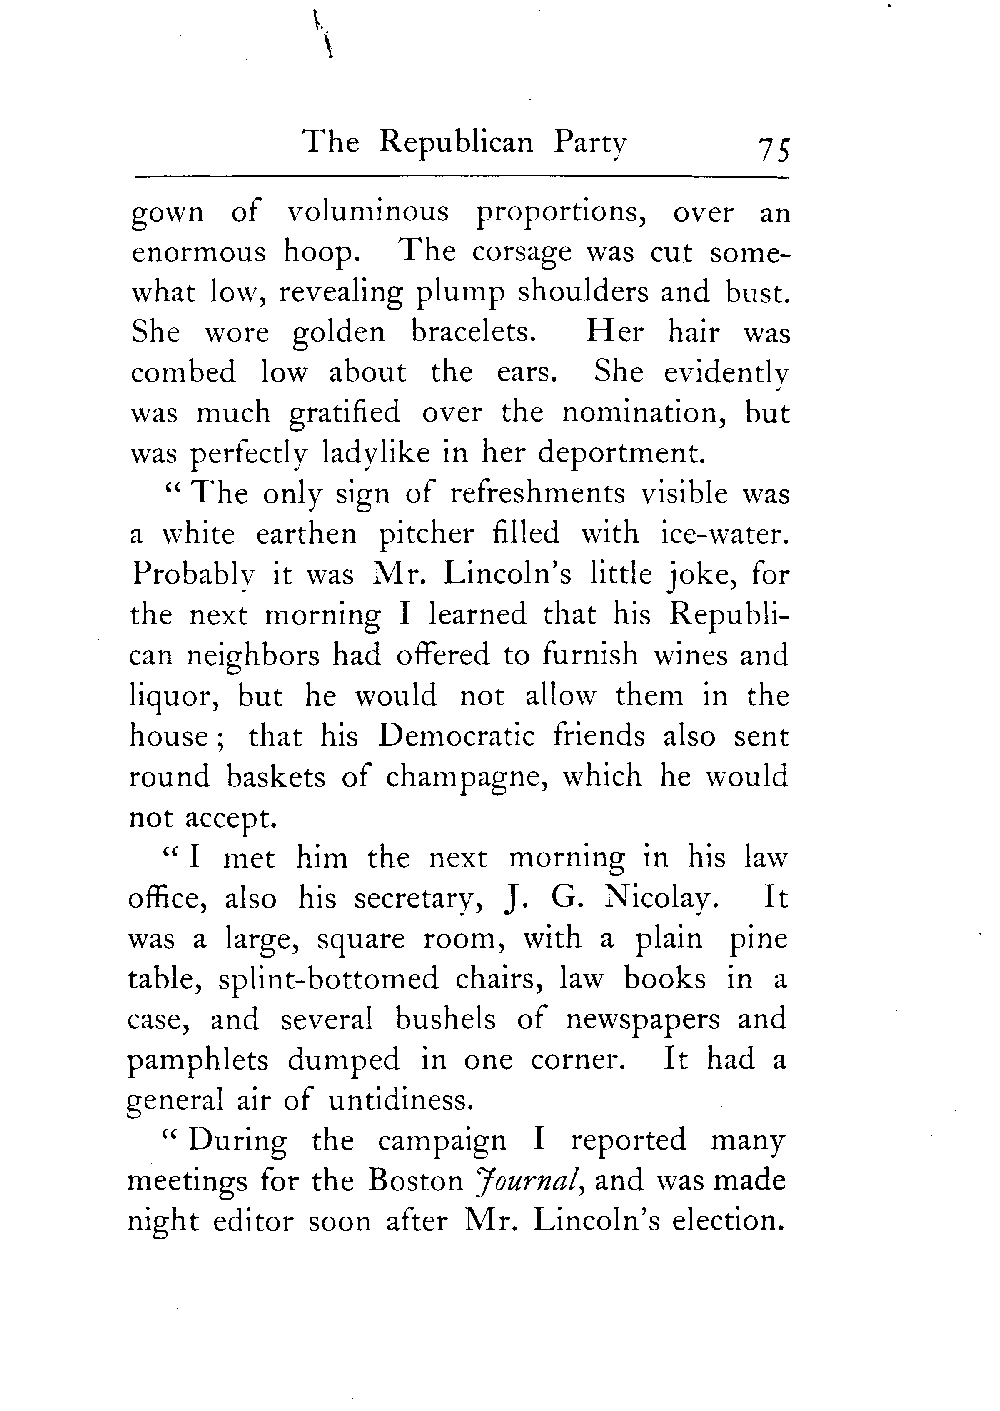 The Republican Party 75
gown of voluminous proportions, over an
enormous hoop. The corsage was cut some-
what low, revealing plump shoulders and bust.
She wore golden bracelets. Her hair was
combed low about the ears. She evidently
was much gratified over the nomination, but
was perfectly ladylike in her deportment.
“ The only sign of refreshments visible was
a white earthen pitcher filled with ice-water.
Probably it was Mr. Lincoln's little joke, for
the next morning I learned that his Republi-
can neighbors had offered to furnish wines and
liquor, but he would not allow them in the
house ; that his Democratic friends also sent
round baskets of champagne, which he would
not accept.
“ I met him the next morning in his law
office, also his secretary, J. G. Nicolay. It
was a large, square room, with a plain pine
table, splint-bottomed chairs, law books in a
case, and several bushels of newspapers and
pamphlets dumped in one corner. It had a
general air of untidiness.
“ During the campaign I reported many
meetings for the Boston Journal, and was made
night editor soon after Mr. Lincoln's election.